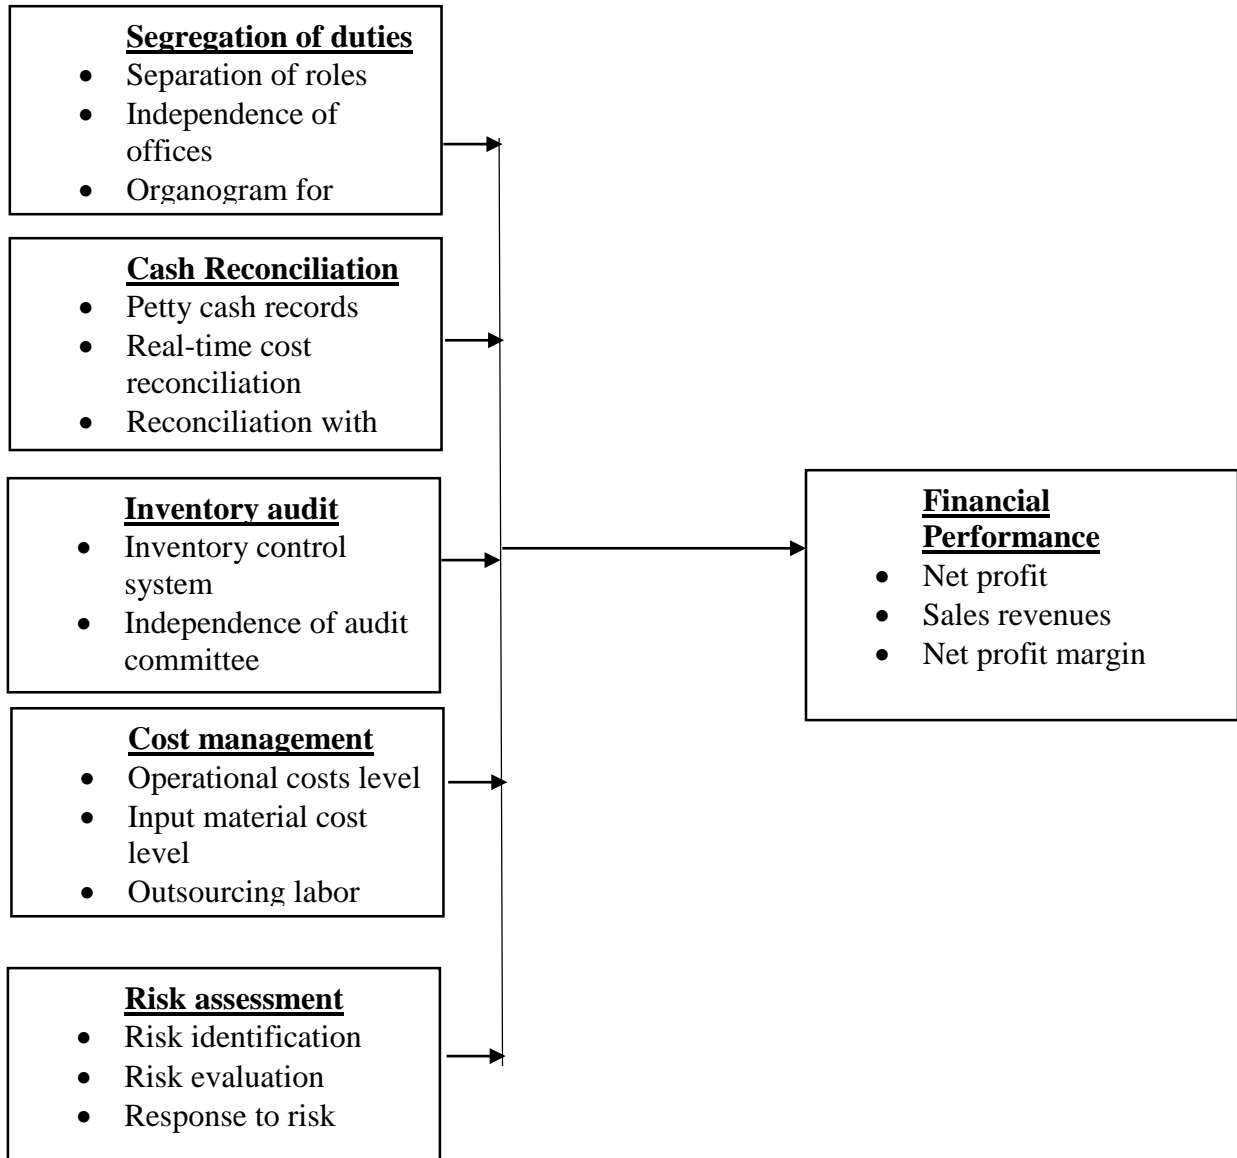 Segregation of duties
• Separation of roles
• Independence of
offices
• Organogram for
Cash Reconciliation
• Petty cash records
• Real-time cost
reconciliation
• Reconciliation with
Inventory audit
• Inventory control
system
• Independence of audit
committee
Cost management
• Operational costs level
• Input material cost
level
• Outsourcing labor
Risk assessment
• Risk identification
• Risk evaluation
• Response to risk
Financial
Performance
• Net profit
• Sales revenues
• Net profit margin